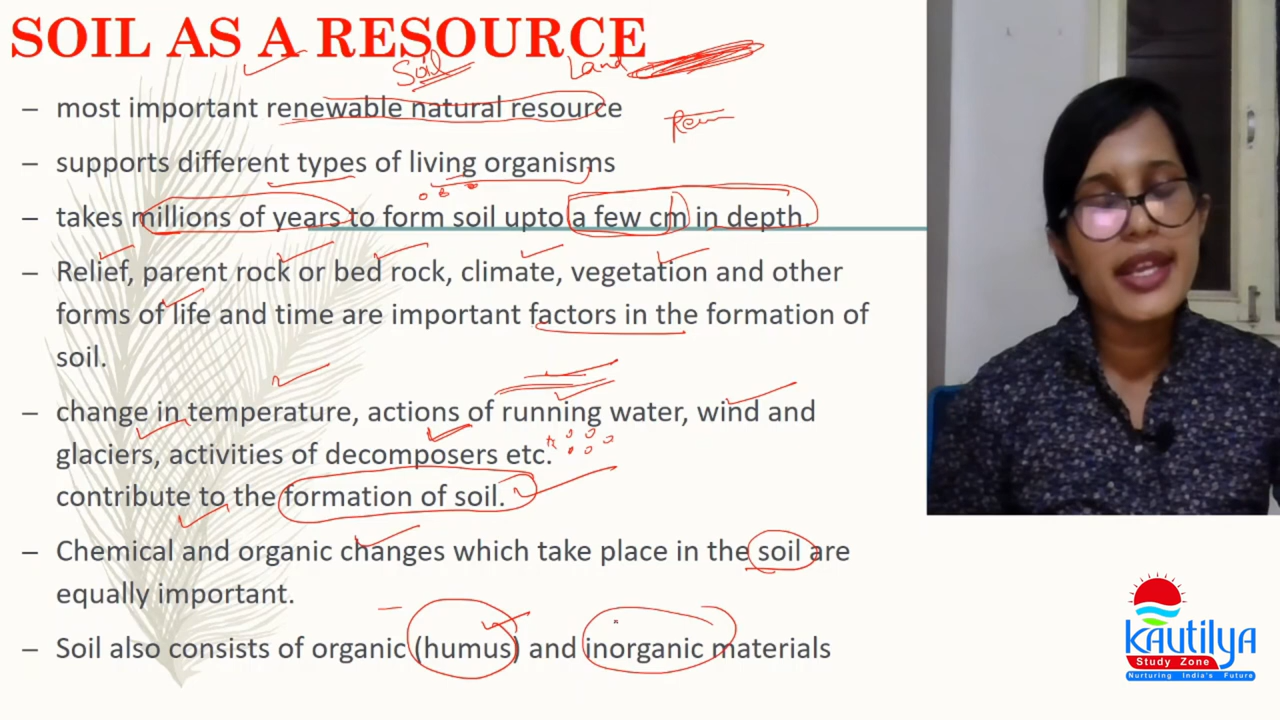 SOIL AS A RESOURCE
Soil
Land
– most important renewable natural resource
– supports different types of living organisms
– takes millions of years to form soil upto a few cm in depth.
– Relief, parent rock or bed rock, climate, vegetation and other
forms of life and time are important factors in the formation of
soil.
– change in temperature, actions of running water, wind and
glaciers, activities of decomposers etc.
contribute to the formation of soil.
– Chemical and organic changes which take place in the soil are
equally important.
– Soil also consists of organic (humus) and inorganic materials
Kautilya
Study Zone
Nurturing India's Future